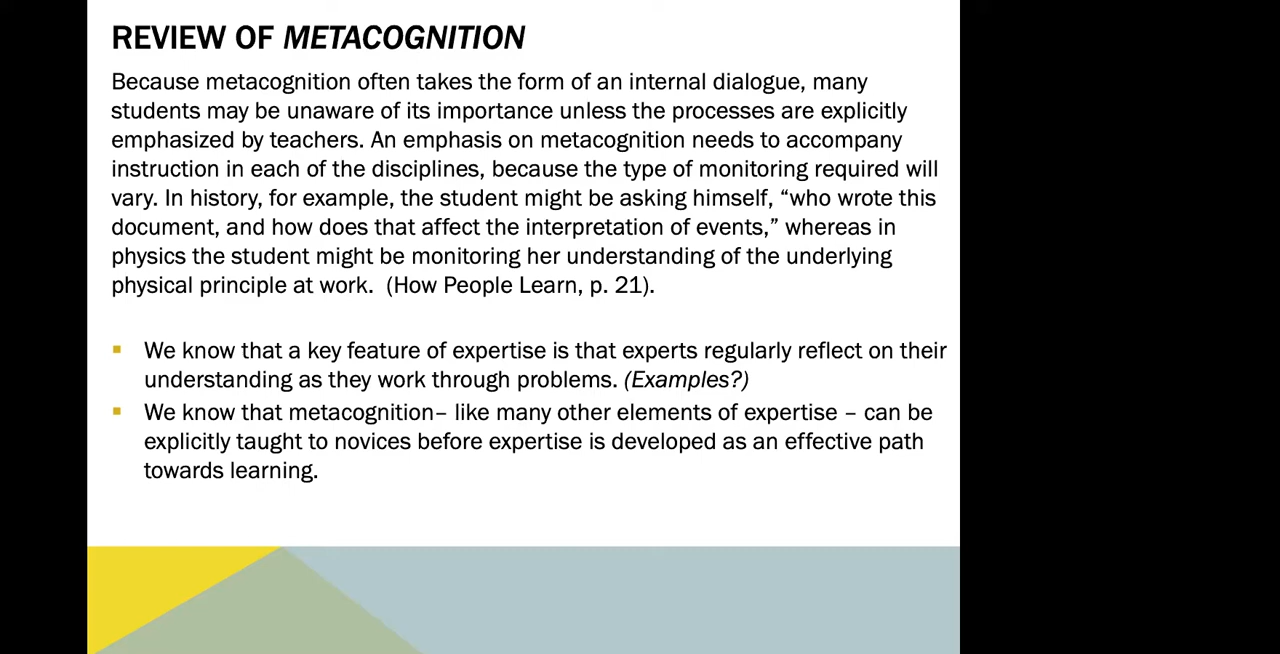 REVIEW OF METACOGNITION
Because metacognition often takes the form of an internal dialogue, many
students may be unaware of its importance unless the processes are explicitly
emphasized by teachers. An emphasis on metacognition needs to accompany
instruction in each of the disciplines, because the type of monitoring required will
vary. In history, for example, the student might be asking himself, “who wrote this
document, and how does that affect the interpretation of events,” whereas in
physics the student might be monitoring her understanding of the underlying
physical principle at work.  (How People Learn, p. 21).
▪ We know that a key feature of expertise is that experts regularly reflect on their
understanding as they work through problems. (Examples?)
▪ We know that metacognition– like many other elements of expertise – can be
explicitly taught to novices before expertise is developed as an effective path
towards learning.